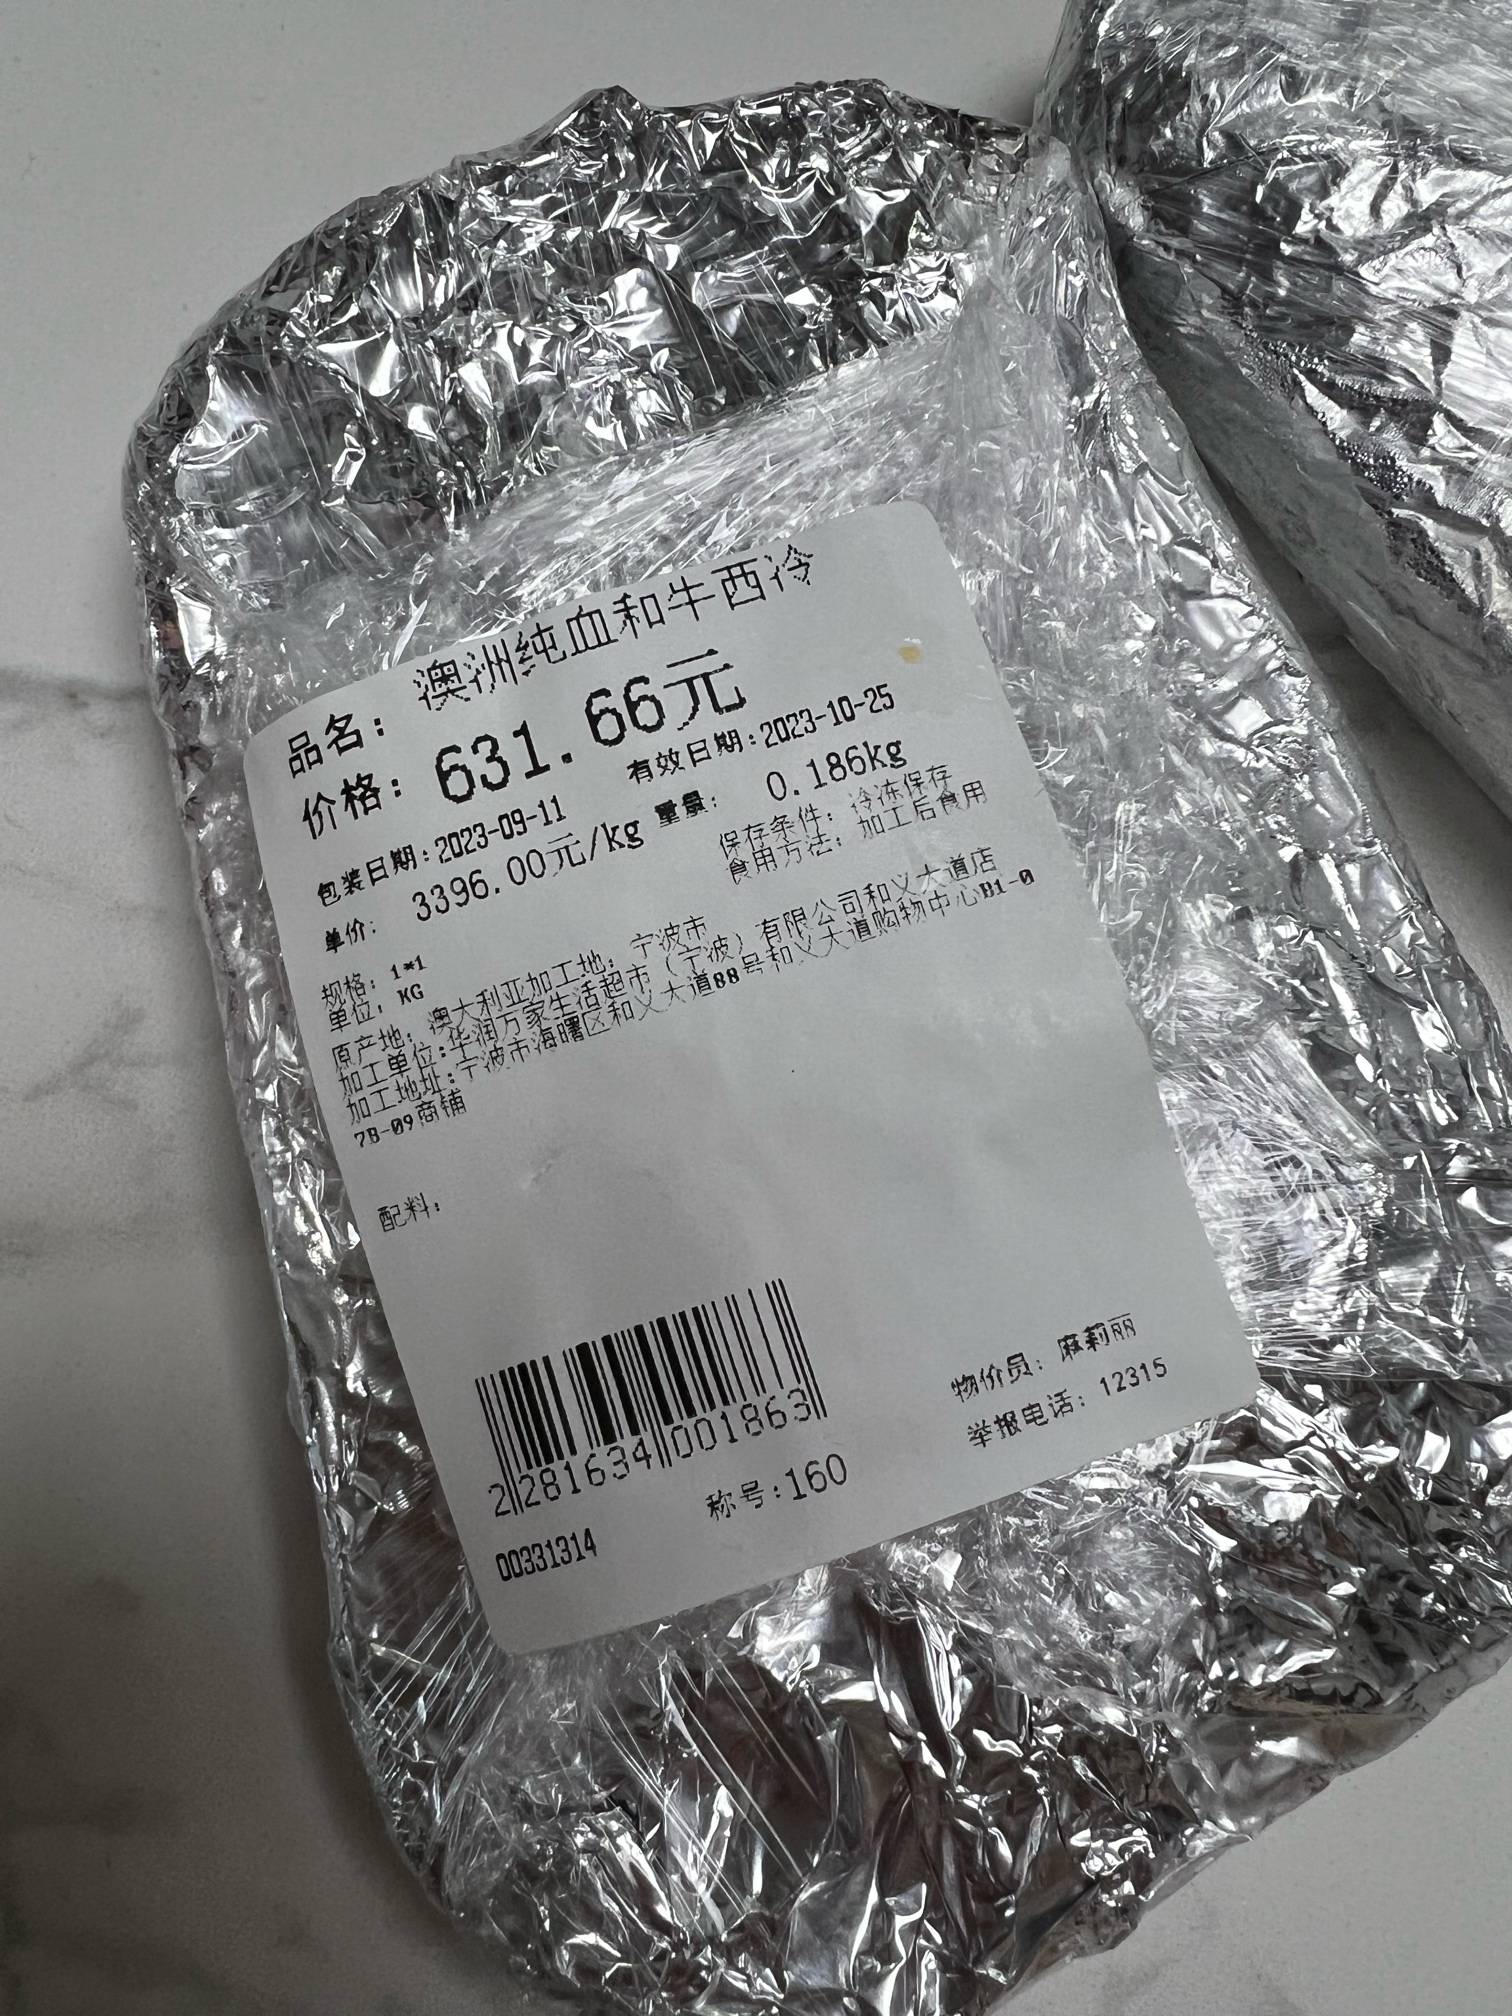 品名: 澳洲纯血和牛西冷
价格: 631.66元
包装日期:2023-09-11 有效日期:2023-10-25
单价: 3396.00元/kg 重量: 0.186kg
规格: 1*1 保存条件: 冷冻保存
单位: KG 食用方法: 加工后食用
原产地: 澳大利亚加工地: 宁波市
加工单位:华润万家生活超市（宁波）有限公司和义大道店
加工地址:宁波市海曙区和义大道88号和义大道购物中心B1-0
7B-09商铺
配料:
2 281634 001863
物价员: 麻莉丽
举报电话: 12315
称号:160
00331314